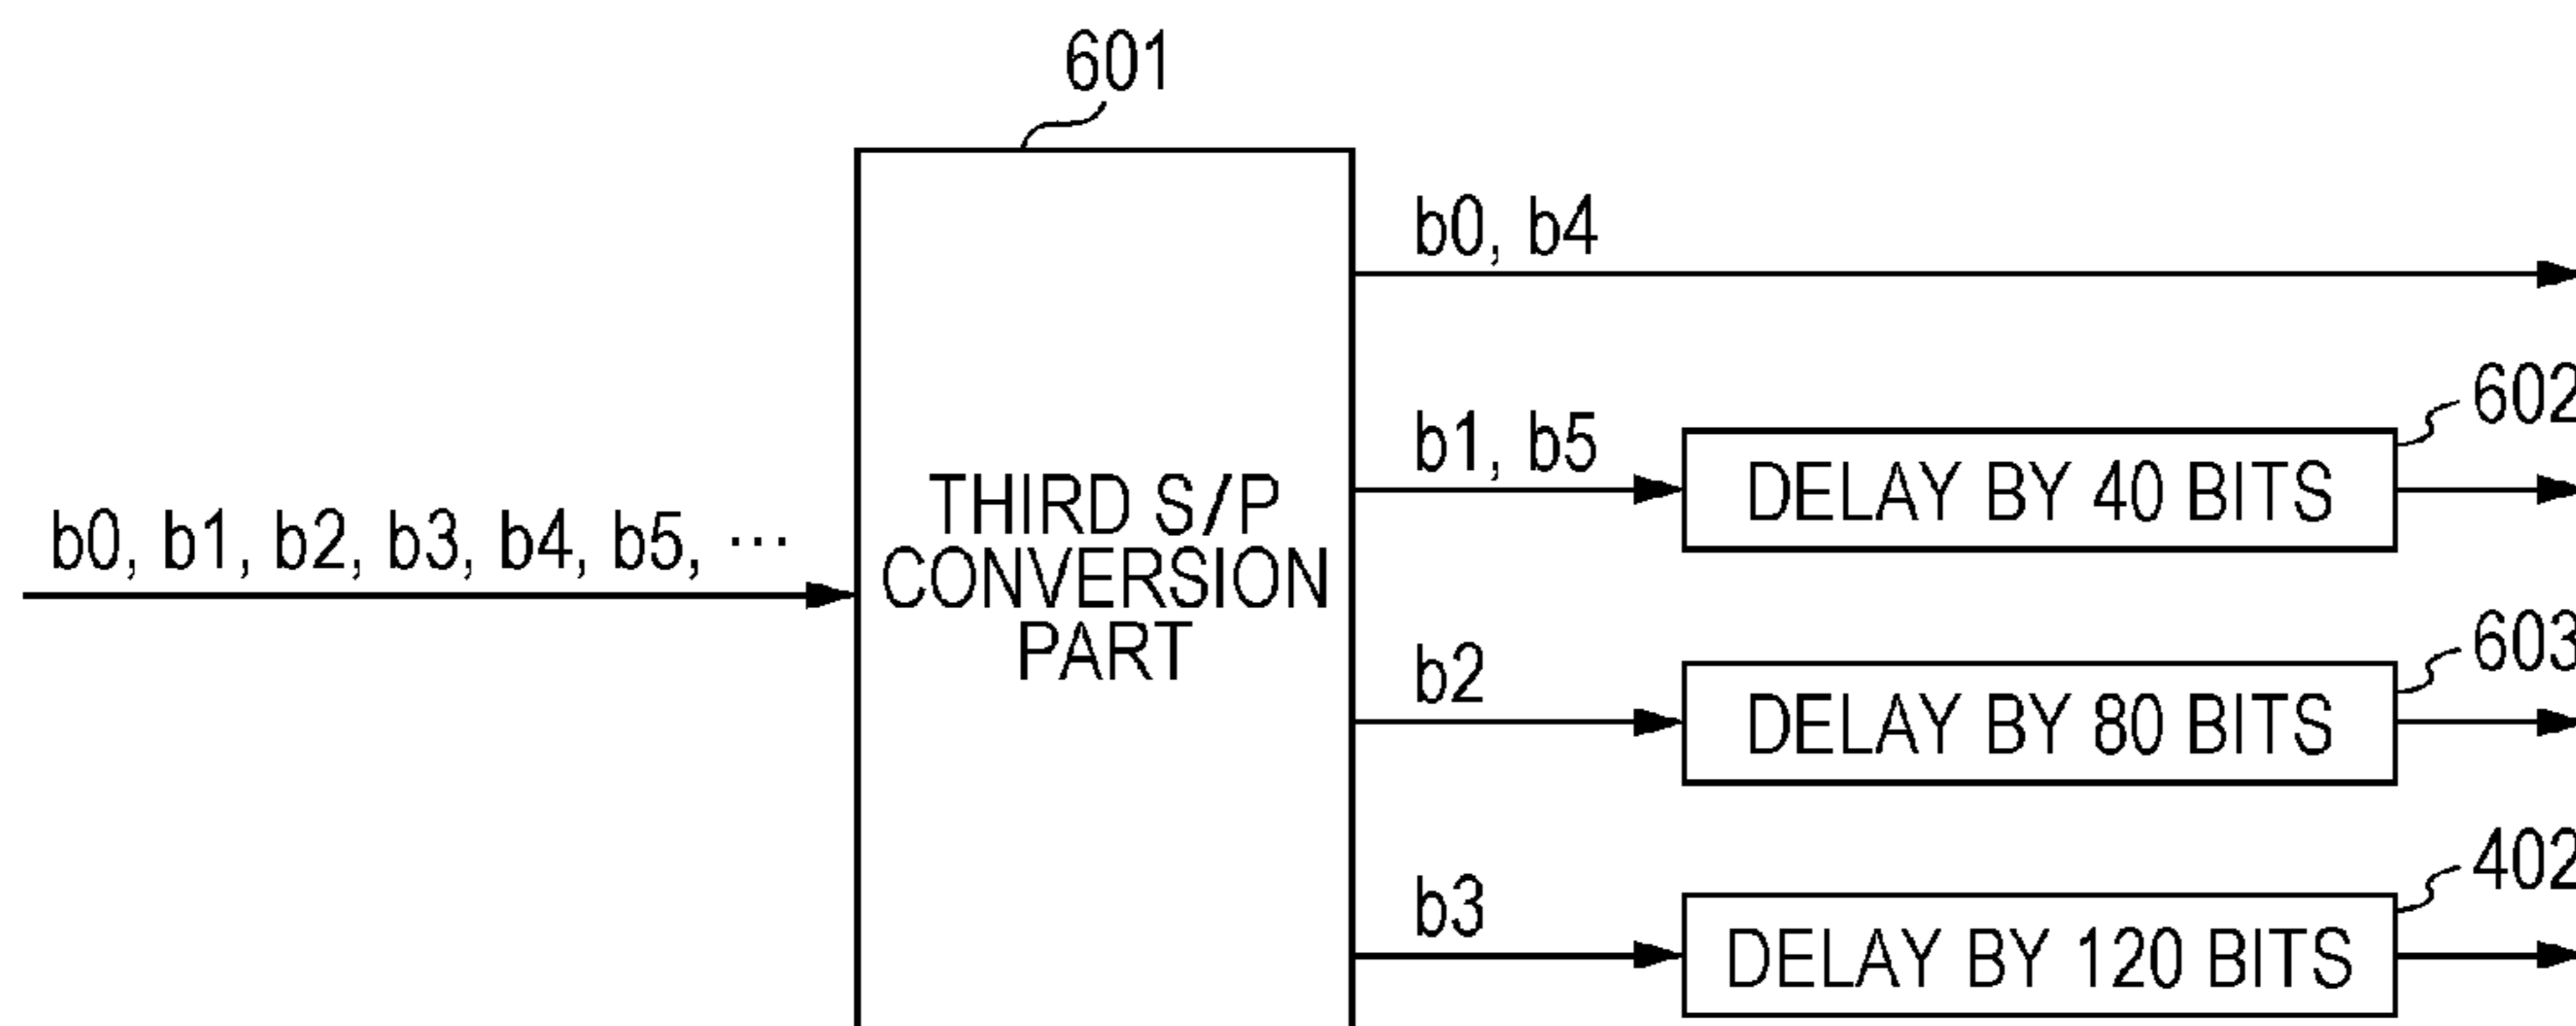 601
b0, b4
602
b1, b5
DELAY BY 40 BITS
b0, b1, b2, b3, b4, b5, ···
THIRD S/P
CONVERSION
PART
603
b2
DELAY BY 80 BITS
402
b3
DELAY BY 120 BITS